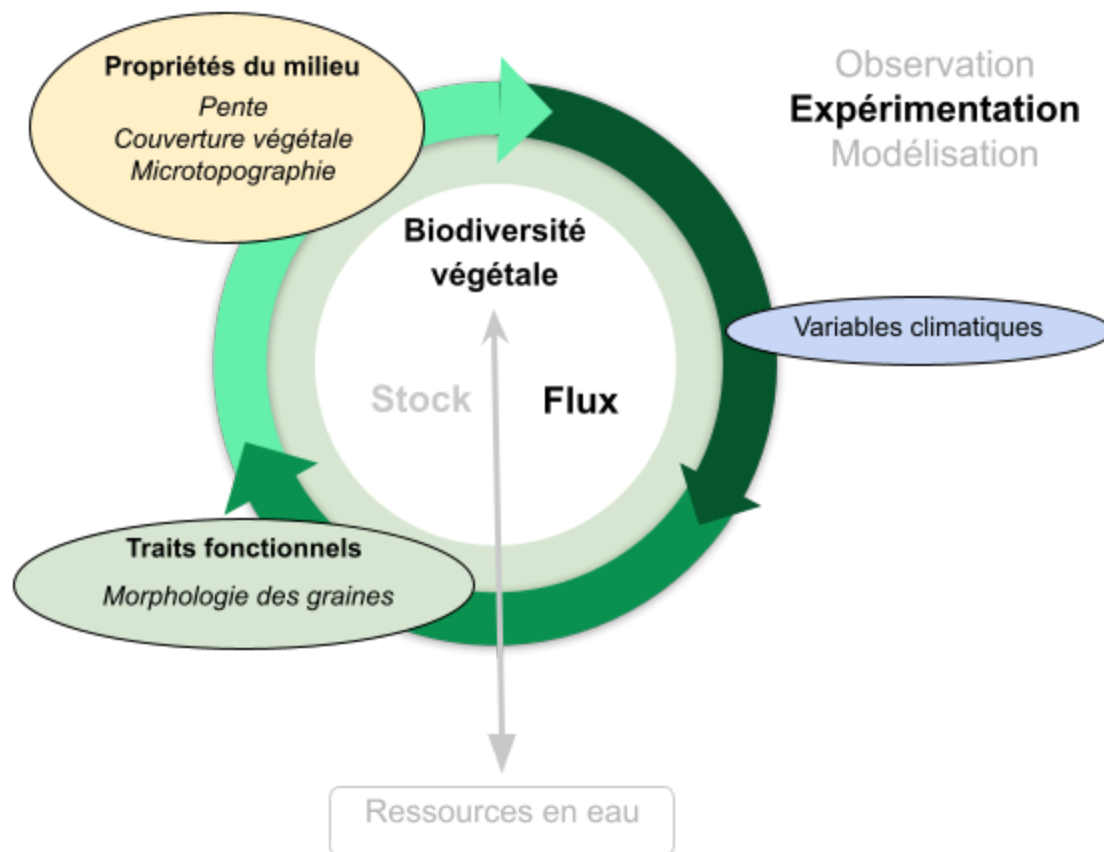 Propriétés du milieu
Pente
Couverture végétale
Microtopographie
Observation
Expérimentation
Modélisation
Biodiversité
végétale
Variables climatiques
Stock
Flux
Traits fonctionnels
Morphologie des graines
Ressources en eau